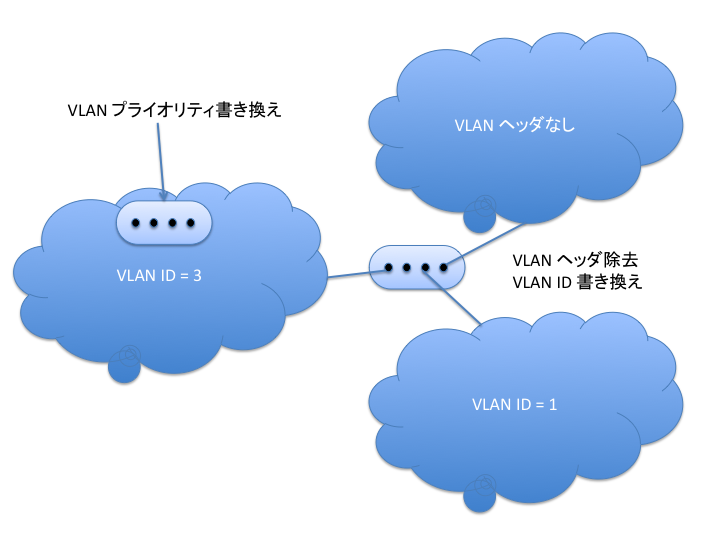 VLAN プライオリティ書き換え
VLAN ヘッダなし
VLAN ID = 3
VLAN ヘッダ除去
VLAN ID 書き換え
VLAN ID = 1